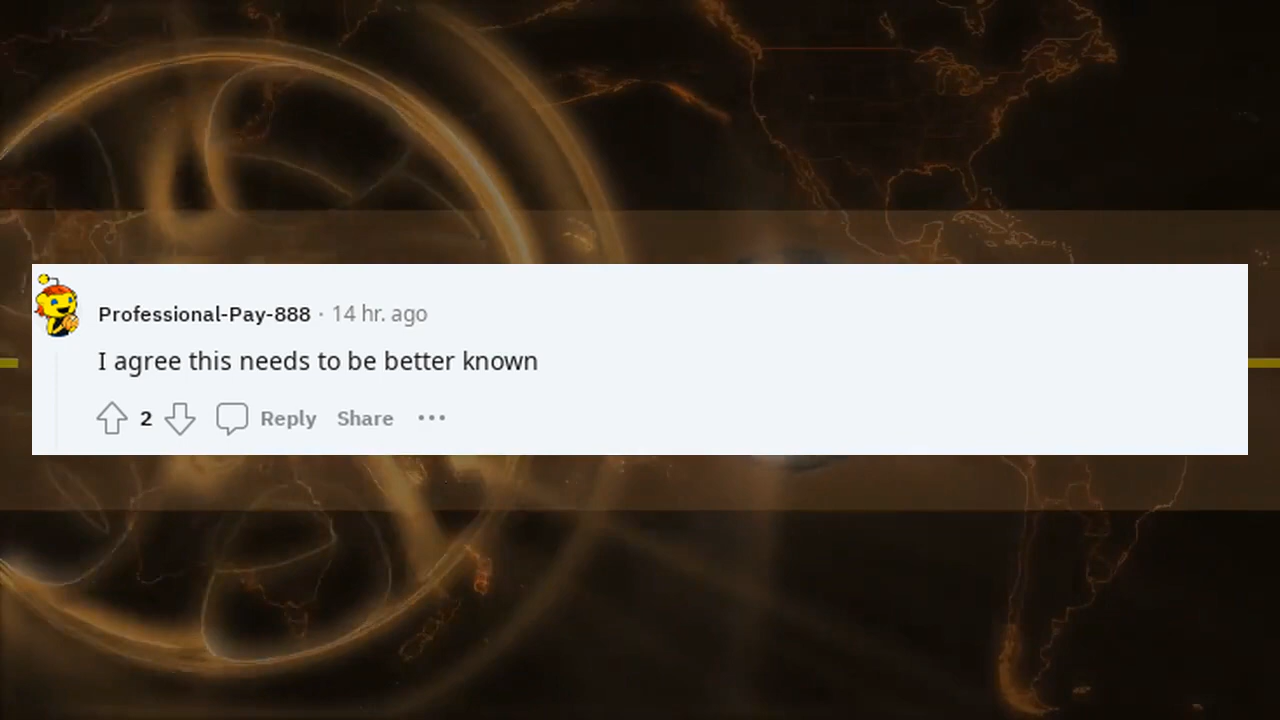 Professional-Pay-888 · 14 hr. ago
I agree this needs to be better known
2 Reply Share ···